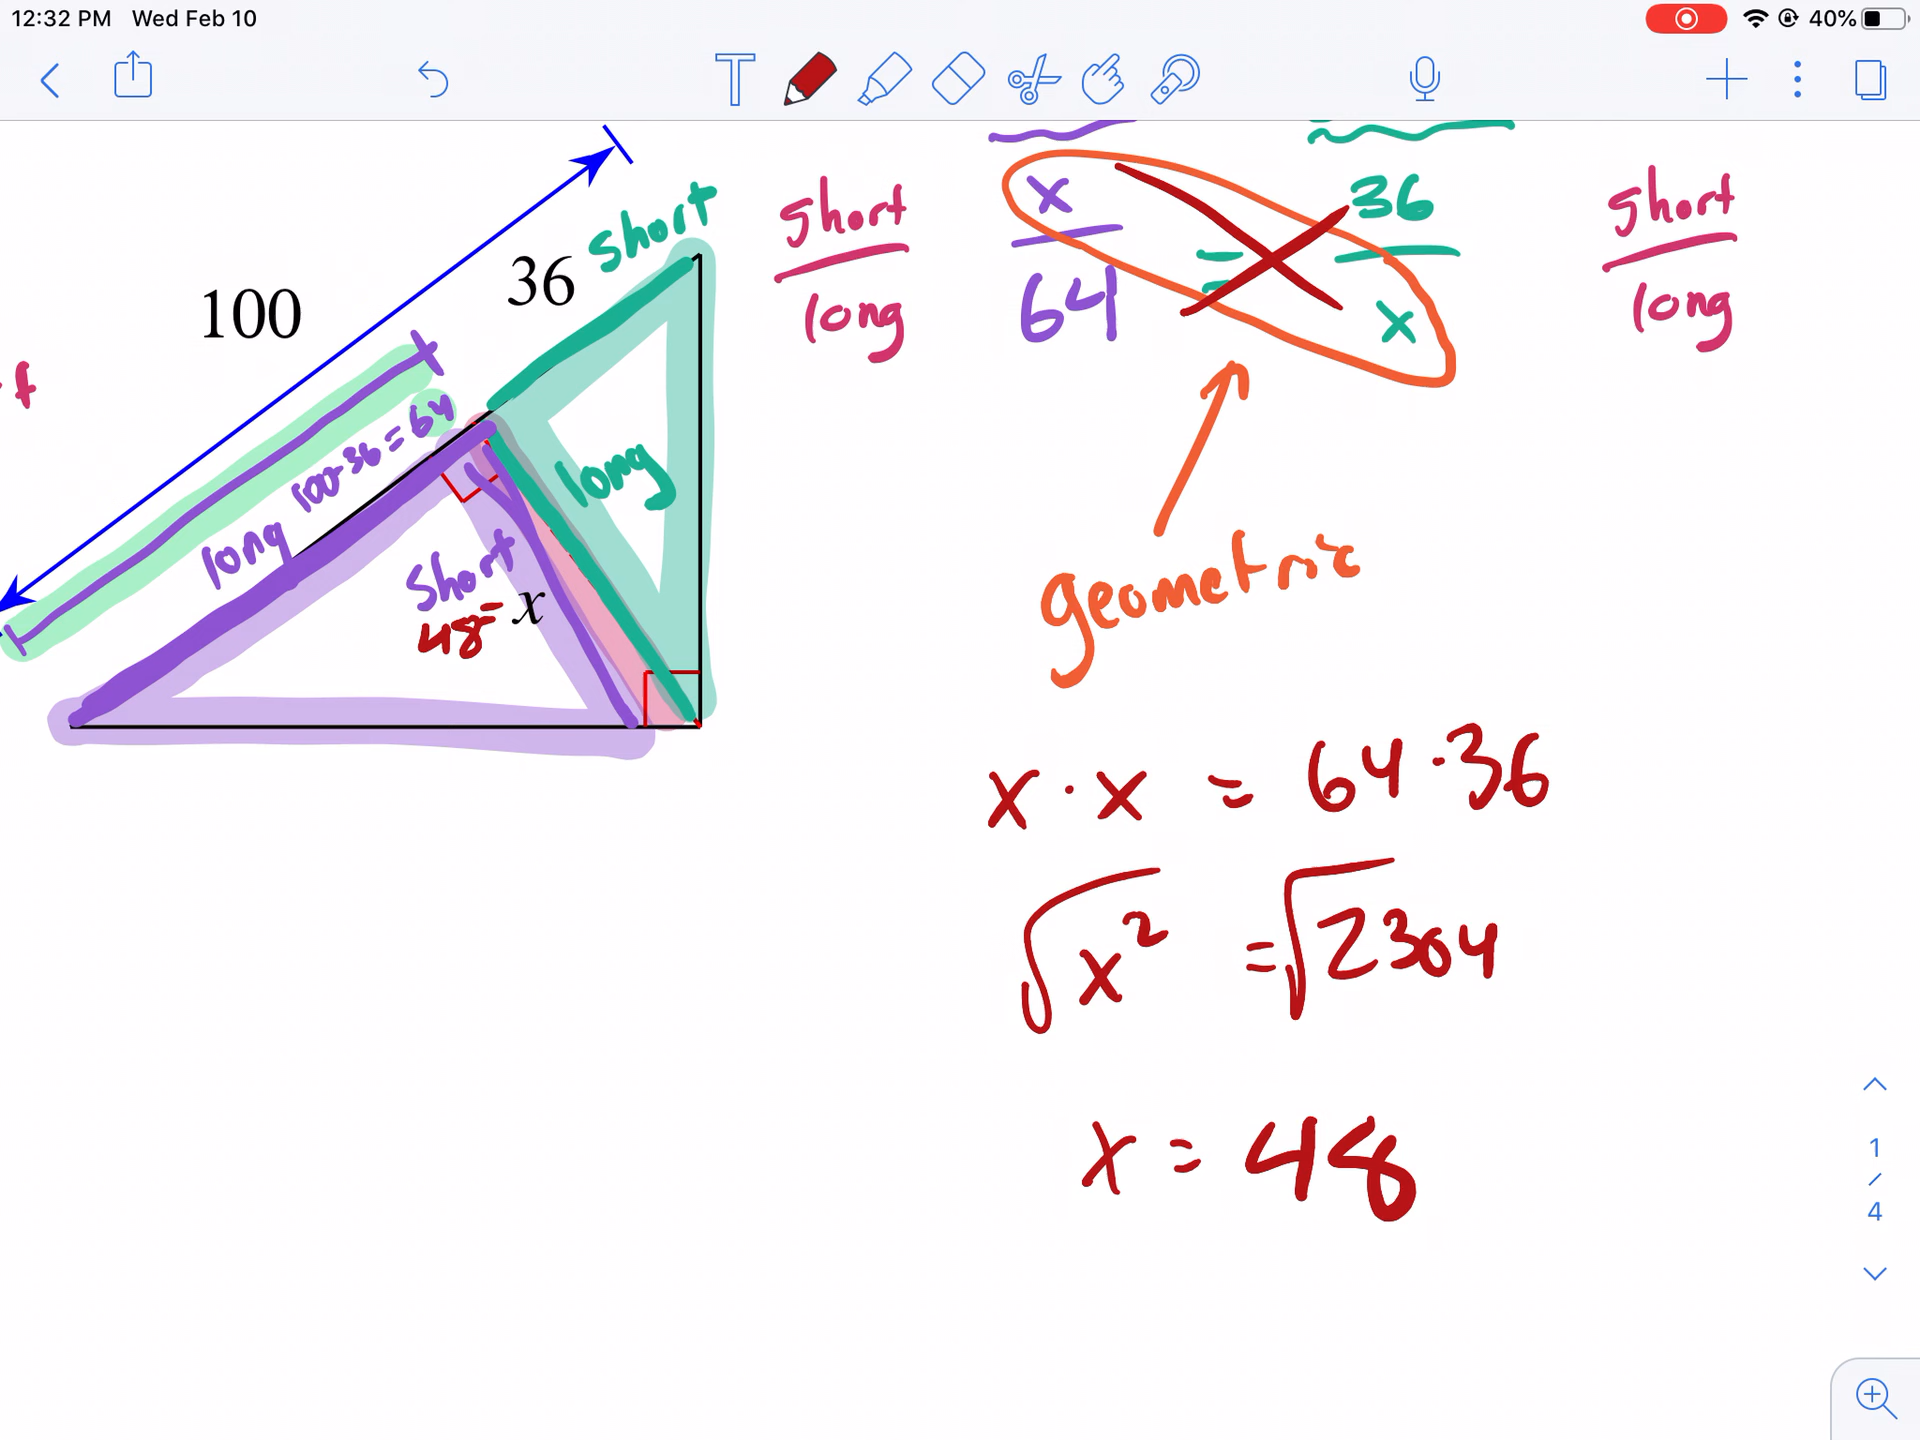 12:32 PM Wed Feb 10
40%
T
short
36
100
long
100-36=64
long
short
48= x
short
long
x
64
=
36
x
short
long
geometric
x · x = 64 · 36
√x² = √2304
x = 48
1
/
4